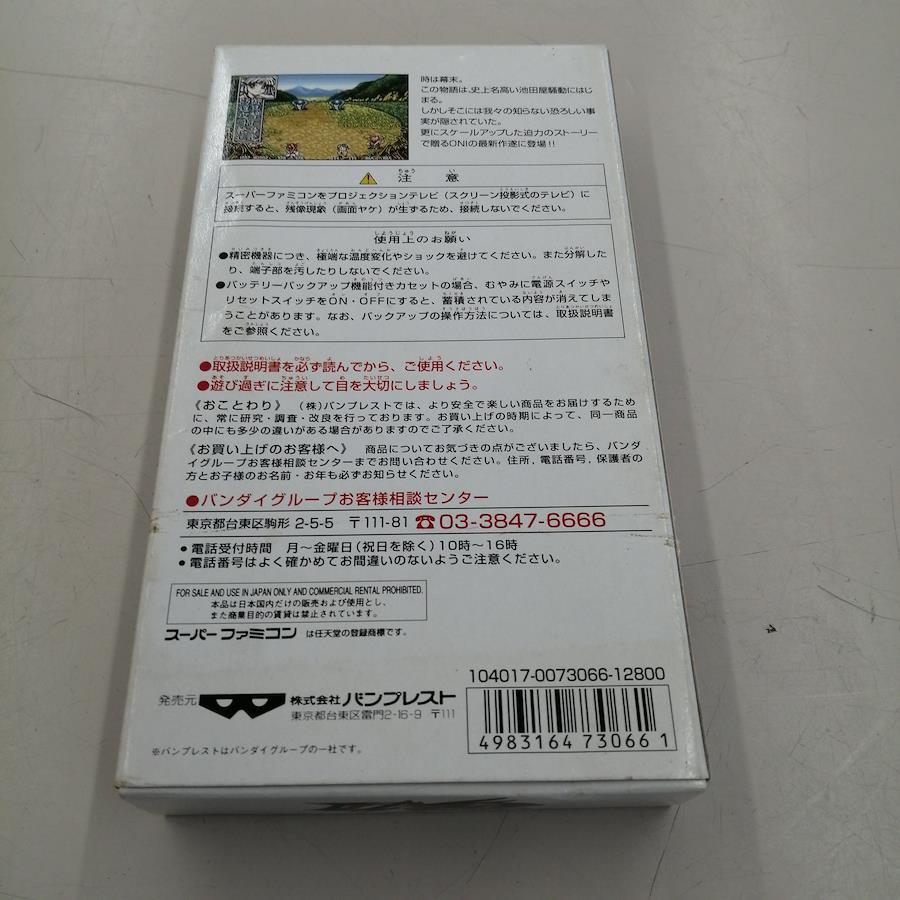 時は幕末。
この物語は、史上名高い池田屋騒動にはじ
まる。
しかしそこには我々の知らない恐ろしい事
実が隠されていた。
更にスケールアップした迫力のストーリー
で贈るONIの最新作遂に登場!!
注意
スーパーファミコンをプロジェクションテレビ(スクリーン投影式のテレビ)に
接続すると、残像現象(画面ヤケ)が生ずるため、接続しないでください。
使用上のお願い
●精密機器につき、極端な温度変化やショックを避けてください。また分解した
り、端子部を汚したりしないでください。
●バッテリーバックアップ機能付きカセットの場合、むやみに電源スイッチや
リセットスイッチをON・OFFにすると、蓄積されている内容が消えてしま
うことがあります。なお、バックアップの操作方法については、取扱説明書
をご参照ください。
●取扱説明書を必ず読んでから、ご使用ください。
●遊び過ぎに注意して目を大切にしましょう。
《おことわり》 (株)バンプレストでは、より安全で楽しい商品をお届けするため
に、常に研究・調査・改良を行っております。お買い上げの時期によって、同一商品
の中にも多少の違いがある場合がありますのでご了承ください。
《お買い上げのお客様へ》 商品についてお気づきの点がございましたら、バンダ
イグループお客様相談センターまでお問い合わせください。住所、電話番号、保護者の
方とお子様のお名前・お年も必ずお知らせください。
●バンダイグループお客様相談センター
東京都台東区駒形 2-5-5 〒111-81 ☎03-3847-6666
●電話受付時間 月〜金曜日(祝日を除く)10時〜16時
●電話番号はよく確かめてお間違いのないようご注意ください。
FOR SALE AND USE IN JAPAN ONLY AND COMMERCIAL RENTAL PROHIBITED.
本品は日本国内だけの販売および使用とし、
また商業目的の賃貸は禁止されています。
スーパーファミコン は任天堂の登録商標です。
104017-0073066-12800
発売元 株式会社 バンプレスト
東京都台東区雷門2-16-9 〒111
4983164 730661
※バンプレストはバンダイグループの一社です。